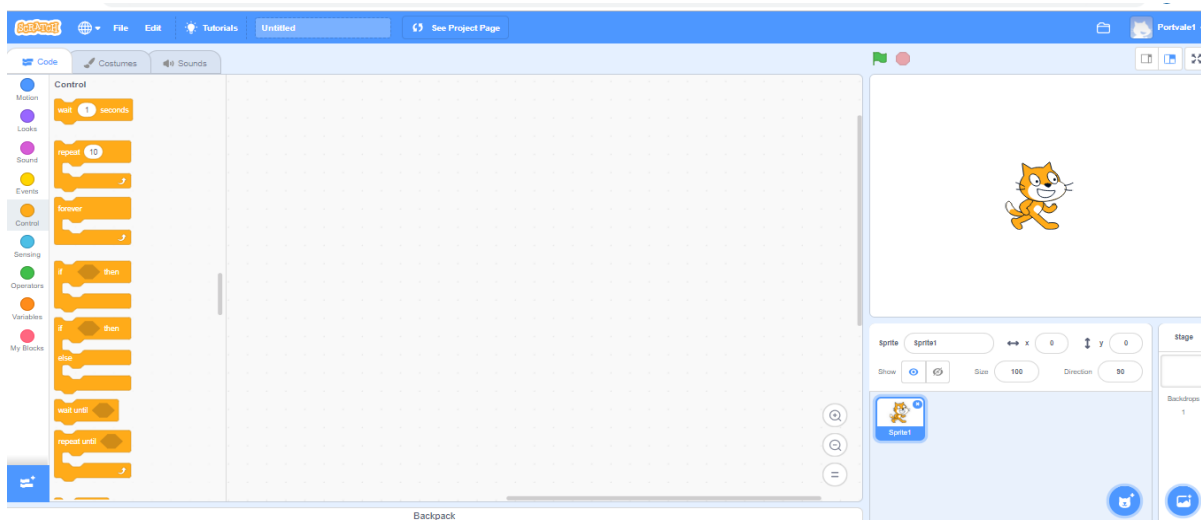 SCRATCH File Edit Tutorials Untitled See Project Page Portvale1
Code Costumes Sounds
Motion
Looks
Sound
Events
Control
Sensing
Operators
Variables
My Blocks
Control
wait 1 seconds
repeat 10
forever
if then
if then
else
wait until
repeat until
Backpack
Sprite Sprite1 x 0 y 0
Show Size 100 Direction 90
Sprite1
Stage
Backdrops
1